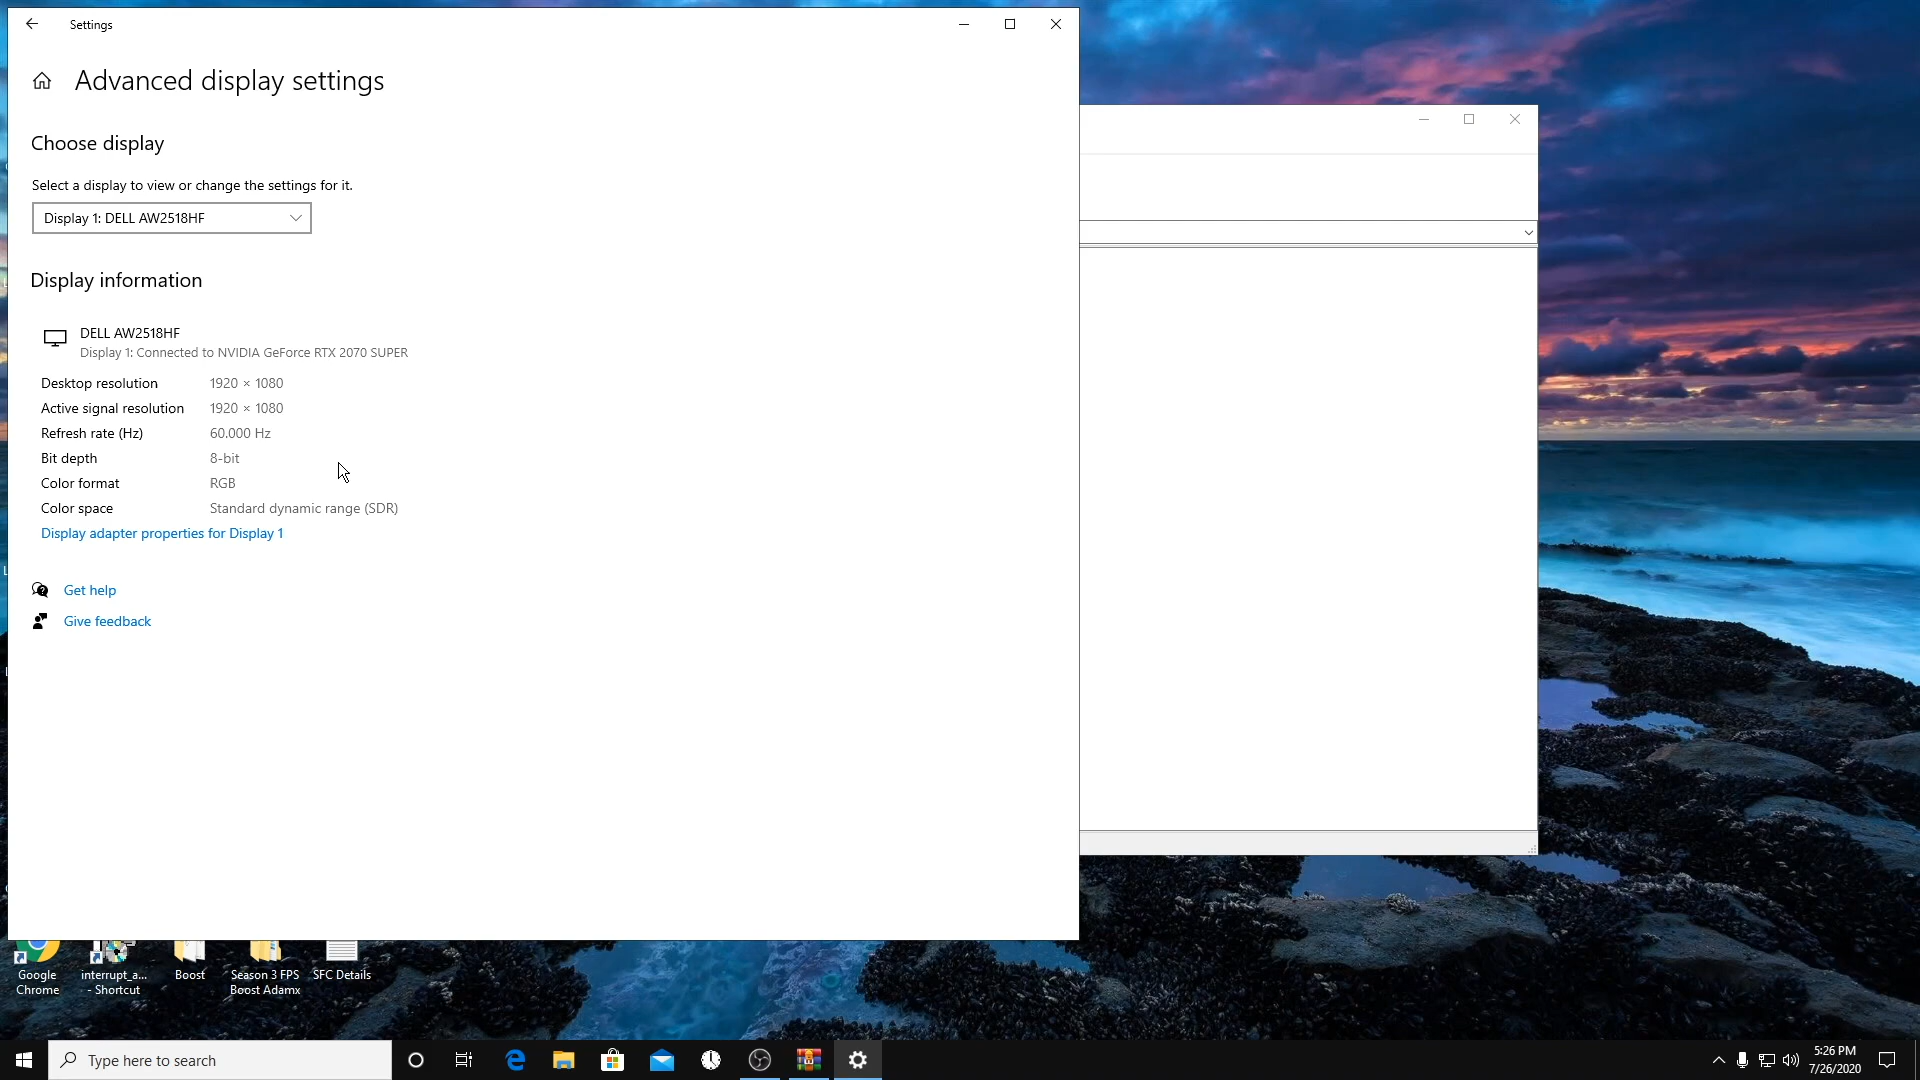 Settings
Advanced display settings
Choose display
Select a display to view or change the settings for it.
Display 1: DELL AW2518HF
Display information
DELL AW2518HF
Display 1: Connected to NVIDIA GeForce RTX 2070 SUPER
Desktop resolution 1920 × 1080
Active signal resolution 1920 × 1080
Refresh rate (Hz) 60.000 Hz
Bit depth 8-bit
Color format RGB
Color space Standard dynamic range (SDR)
Display adapter properties for Display 1
Get help
Give feedback
Google Chrome
interrupt_a... - Shortcut
Boost
Season 3 FPS Boost Adamx
SFC Details
Type here to search
5:26 PM
7/26/2020